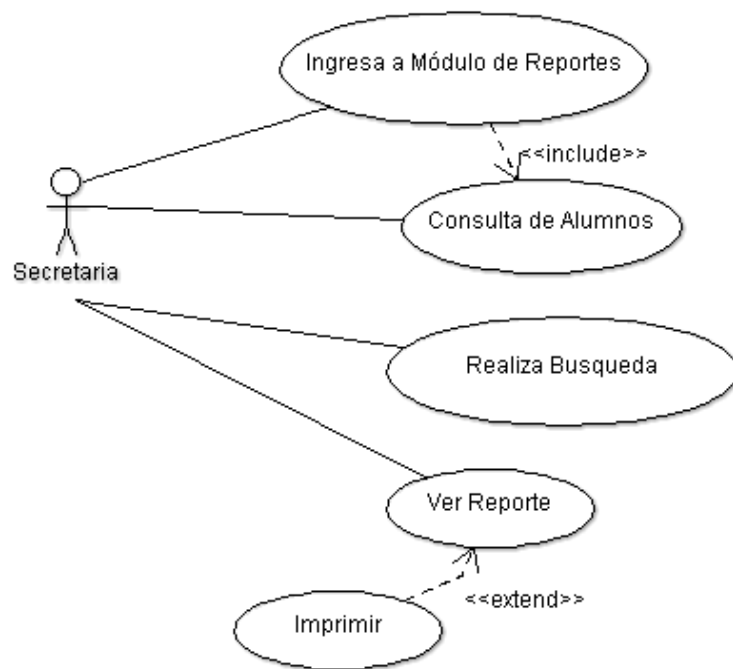 Ingresa a Módulo de Reportes
<<include>>
Consulta de Alumnos
Secretaria
Realiza Busqueda
Ver Reporte
<<extend>>
Imprimir